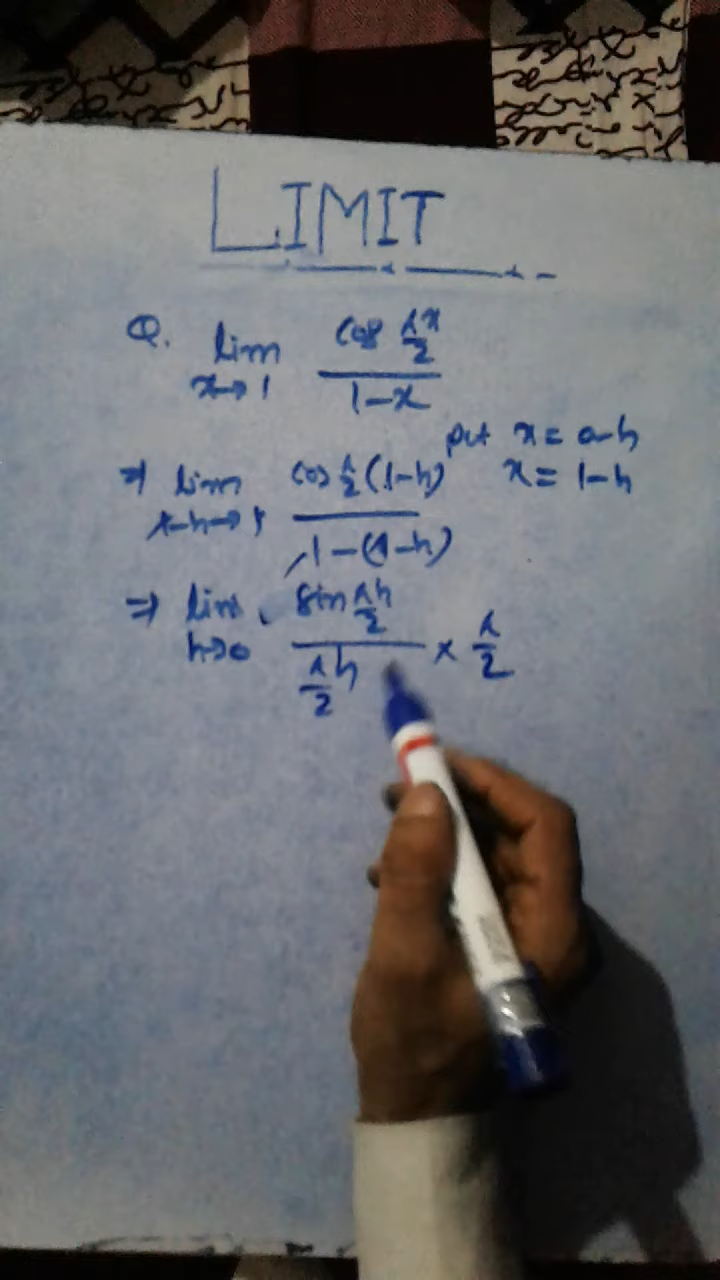 LIMIT
Q. lim x→1 cos πx/2 / 1-x
put x = a-h
x = 1-h
⇒ lim 1-h→1 cos π/2 (1-h) / 1-(1-h)
⇒ lim h→0 sin πh/2 / π/2 h × π/2